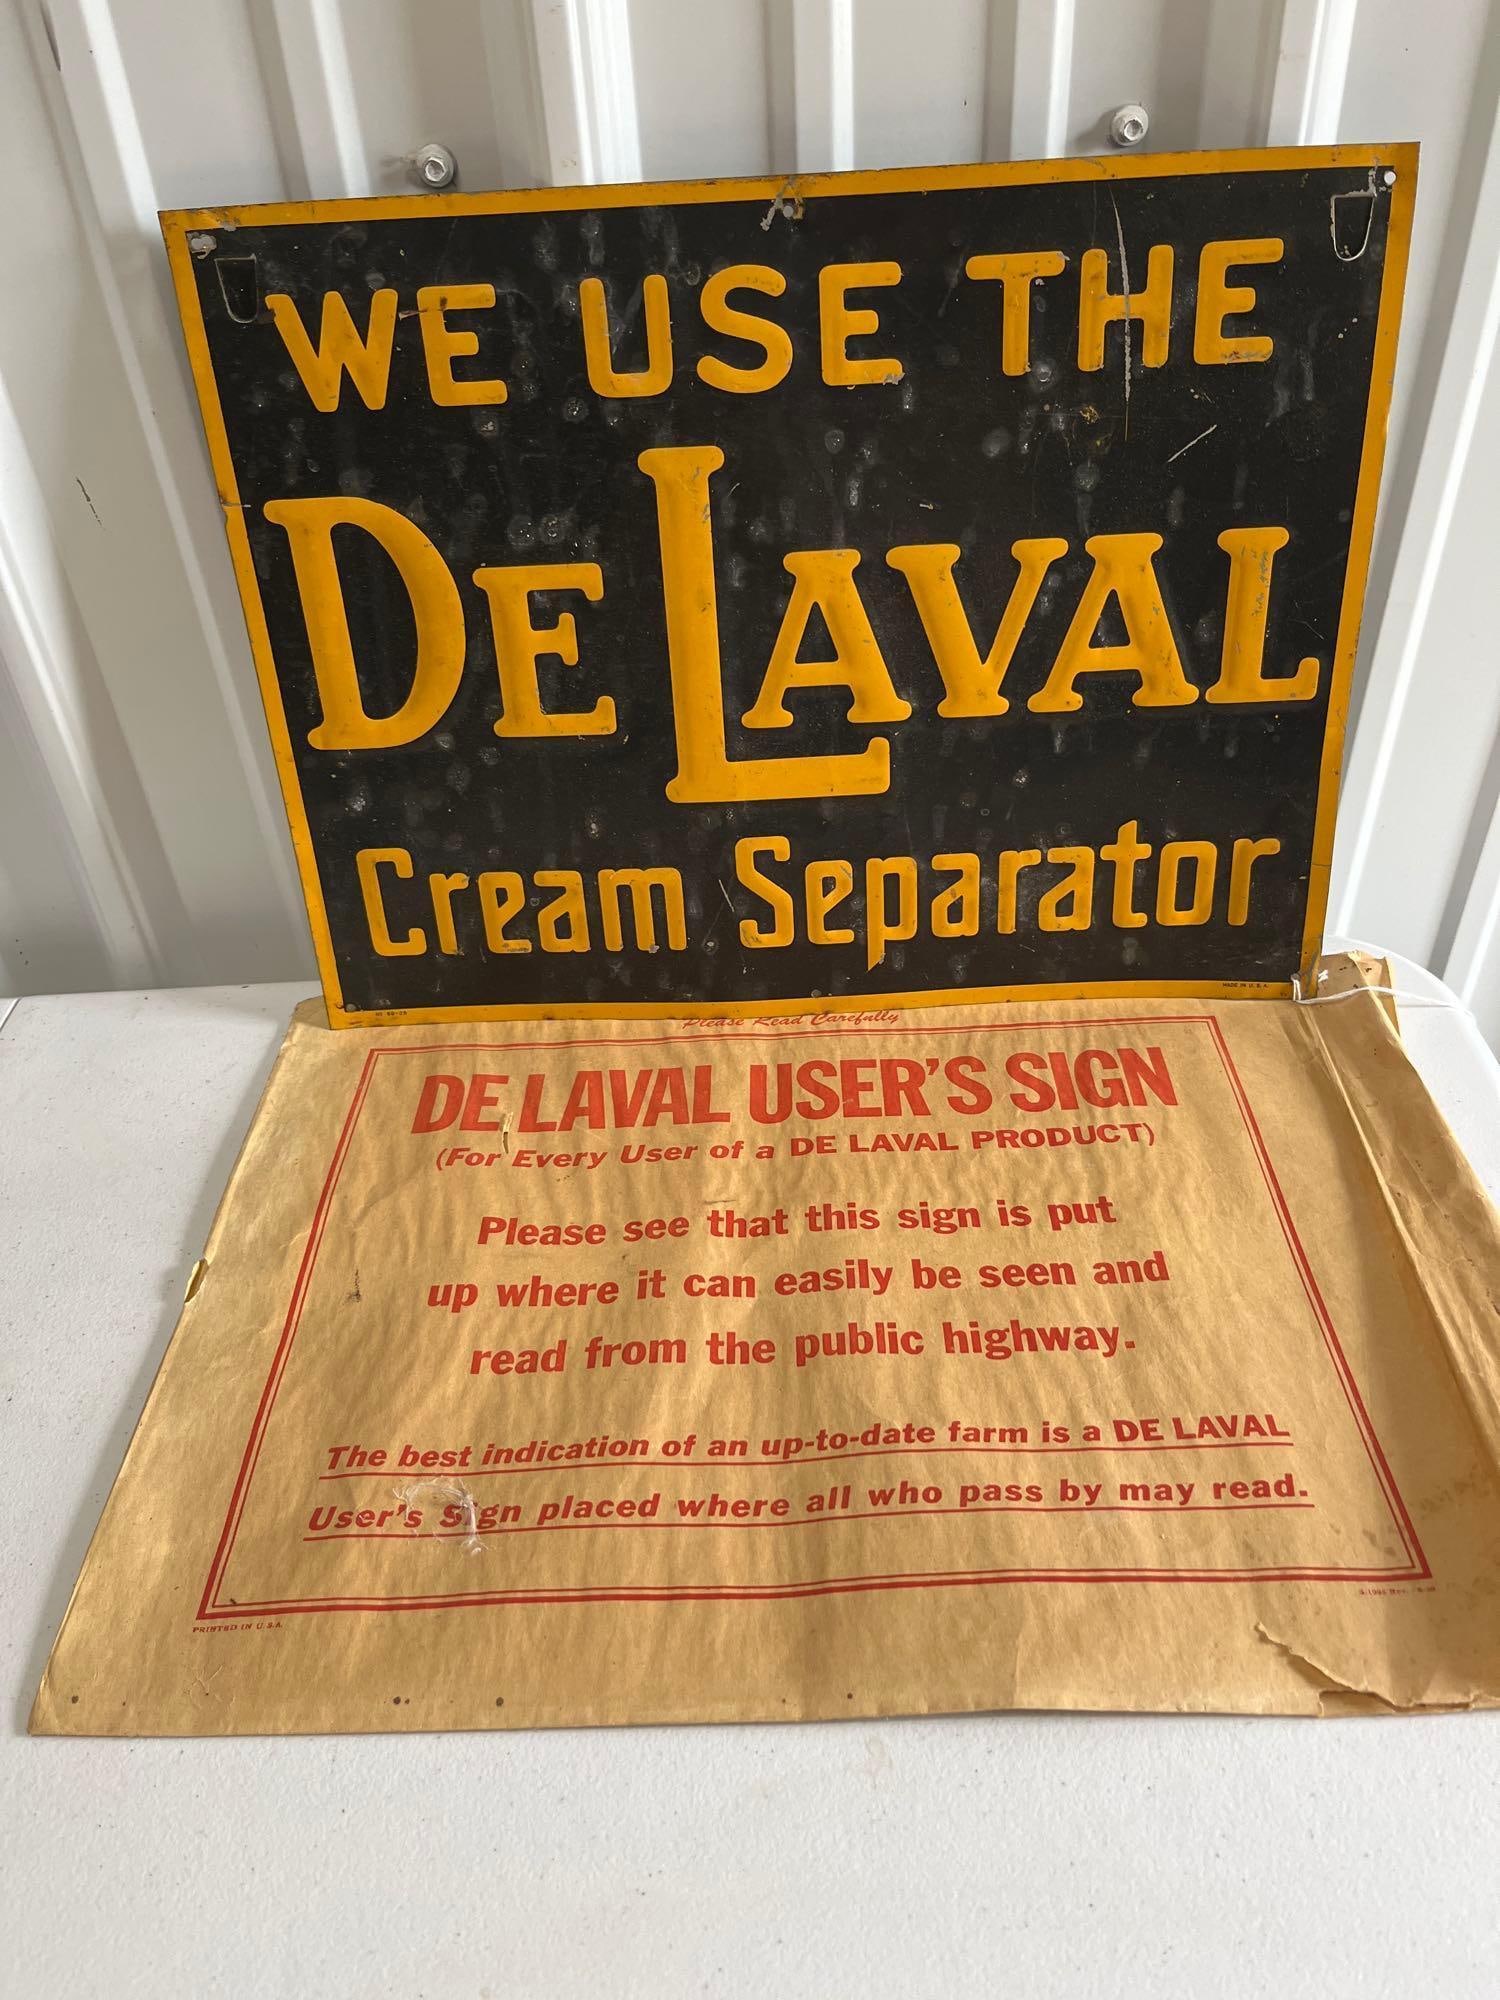 WE USE THE
DE LAVAL
Cream Separator
MADE IN U.S.A.
Please Read Carefully
DE LAVAL USER'S SIGN
(For Every User of a DE LAVAL PRODUCT)
Please see that this sign is put
up where it can easily be seen and
read from the public highway.
The best indication of an up-to-date farm is a DE LAVAL
User's Sign placed where all who pass by may read.
PRINTED IN U.S.A.